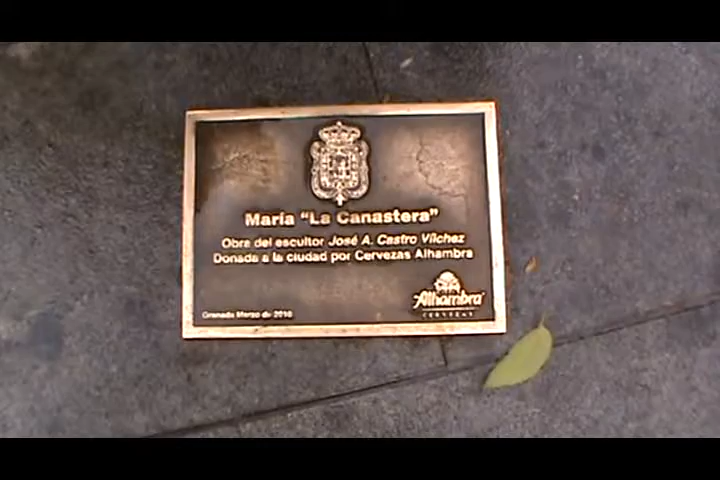 María "La Canastera"
Obra del escultor José A. Castro Vílchez
Donada a la ciudad por Cervezas Alhambra
Granada Marzo de 2010
Alhambra
CERVEZAS